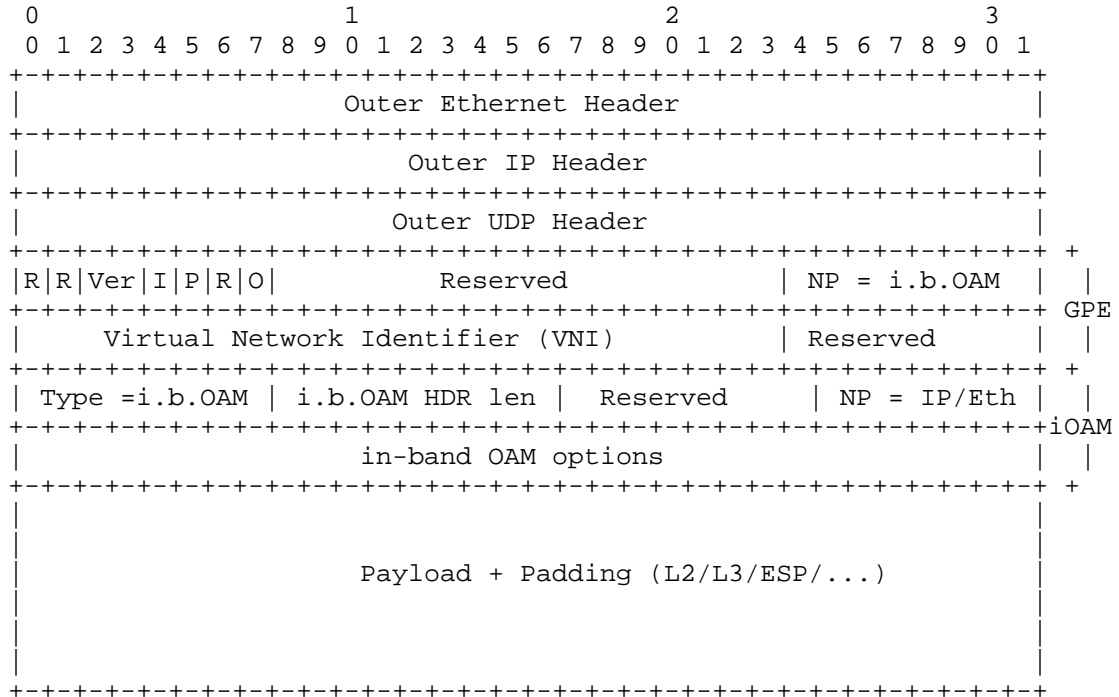 0                   1                   2                   3
 0 1 2 3 4 5 6 7 8 9 0 1 2 3 4 5 6 7 8 9 0 1 2 3 4 5 6 7 8 9 0 1
+-+-+-+-+-+-+-+-+-+-+-+-+-+-+-+-+-+-+-+-+-+-+-+-+-+-+-+-+-+-+-+-+
|                    Outer Ethernet Header                      |
+-+-+-+-+-+-+-+-+-+-+-+-+-+-+-+-+-+-+-+-+-+-+-+-+-+-+-+-+-+-+-+-+
|                        Outer IP Header                        |
+-+-+-+-+-+-+-+-+-+-+-+-+-+-+-+-+-+-+-+-+-+-+-+-+-+-+-+-+-+-+-+-+
|                       Outer UDP Header                        |
+-+-+-+-+-+-+-+-+-+-+-+-+-+-+-+-+-+-+-+-+-+-+-+-+-+-+-+-+-+-+-+-+ +
|R|R|Ver|I|P|R|O|          Reserved             | NP = i.b.OAM  |  |
+-+-+-+-+-+-+-+-+-+-+-+-+-+-+-+-+-+-+-+-+-+-+-+-+-+-+-+-+-+-+-+-+ GPE
|     Virtual Network Identifier (VNI)          | Reserved      |  |
+-+-+-+-+-+-+-+-+-+-+-+-+-+-+-+-+-+-+-+-+-+-+-+-+-+-+-+-+-+-+-+-+ +
| Type =i.b.OAM | i.b.OAM HDR len |  Reserved     | NP = IP/Eth |  |
+-+-+-+-+-+-+-+-+-+-+-+-+-+-+-+-+-+-+-+-+-+-+-+-+-+-+-+-+-+-+-+-+iOAM
|                     in-band OAM options                       |  |
+-+-+-+-+-+-+-+-+-+-+-+-+-+-+-+-+-+-+-+-+-+-+-+-+-+-+-+-+-+-+-+-+ +
|                                                               |
|                                                               |
|                     Payload + Padding (L2/L3/ESP/...)         |
|                                                               |
|                                                               |
|                                                               |
+-+-+-+-+-+-+-+-+-+-+-+-+-+-+-+-+-+-+-+-+-+-+-+-+-+-+-+-+-+-+-+-+